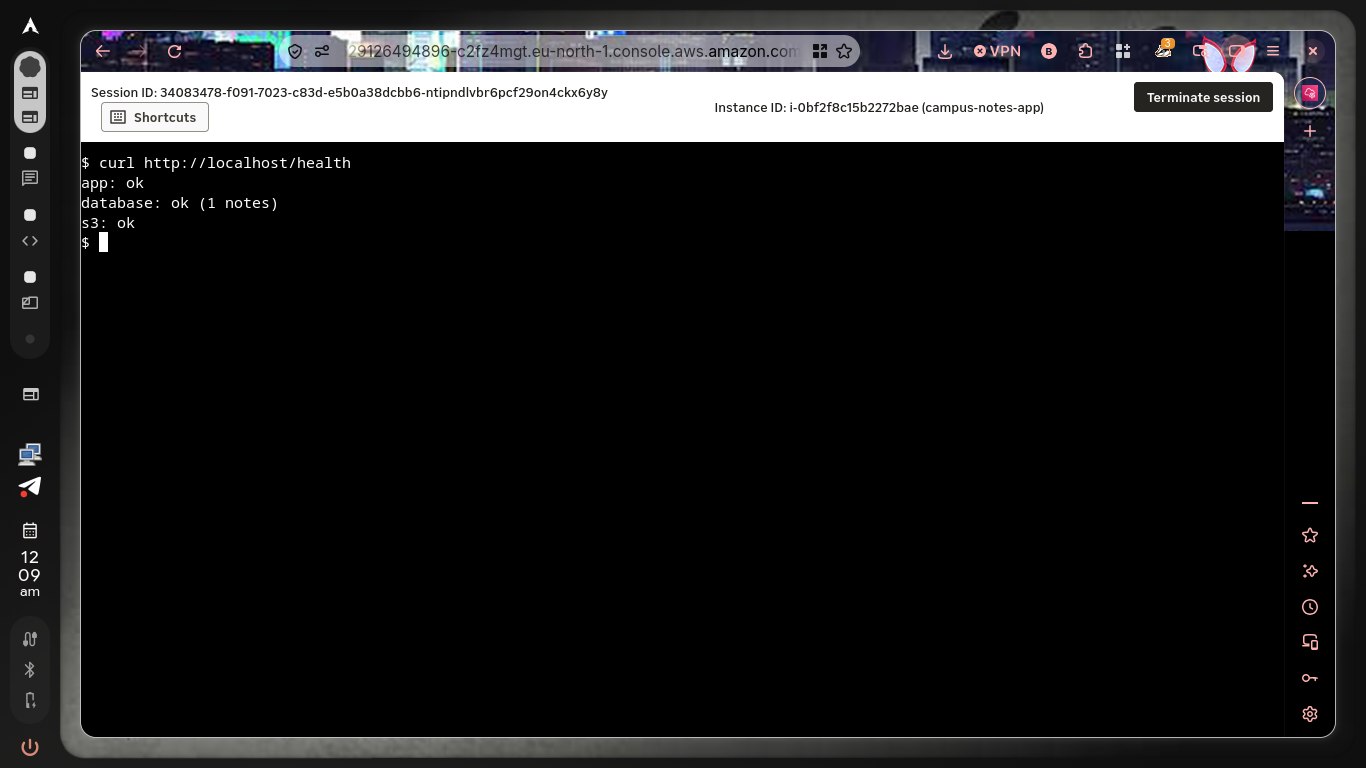 29126494896-c2fz4mgt.eu-north-1.console.aws.amazon.com
VPN
B
3
Session ID: 34083478-f091-7023-c83d-e5b0a38dcbb6-ntipndlvbr6pcf29on4ckx6y8y
Shortcuts
Instance ID: i-0bf2f8c15b2272bae (campus-notes-app)
Terminate session
$ curl http://localhost/health
app: ok
database: ok (1 notes)
s3: ok
$
12
09
am